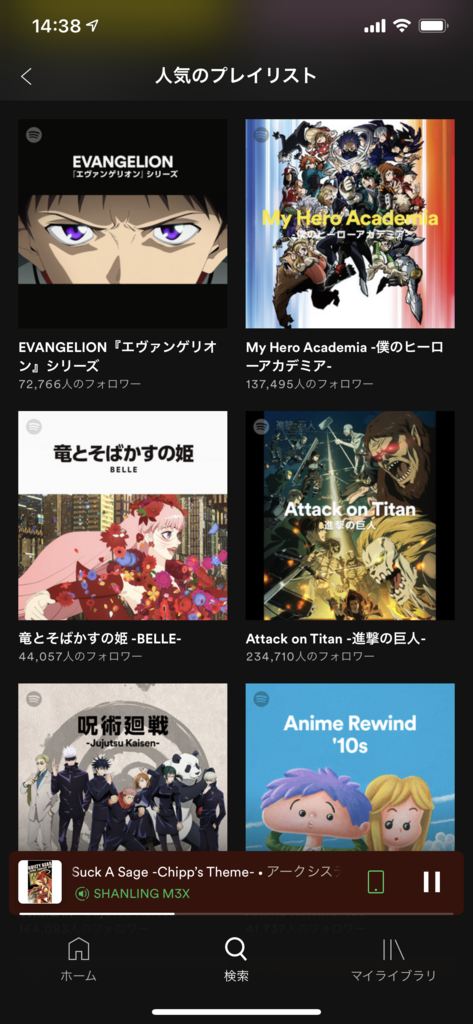 14:38
人気のプレイリスト
EVANGELION
『エヴァンゲリオン』シリーズ
My Hero Academia
-僕のヒーローアカデミア-
EVANGELION『エヴァンゲリオ
ン』シリーズ
72,766人のフォロワー
My Hero Academia -僕のヒーロ
ーアカデミア-
137,495人のフォロワー
竜とそばかすの姫
BELLE
進撃の巨人
Attack on Titan
進撃の巨人
竜とそばかすの姫 -BELLE-
44,057人のフォロワー
Attack on Titan -進撃の巨人-
234,710人のフォロワー
呪術廻戦
-Jujutsu Kaisen-
Anime Rewind
'10s
Suck A Sage -Chipp's Theme- • アークシステ
SHANLING M3X
ホーム
検索
マイライブラリ